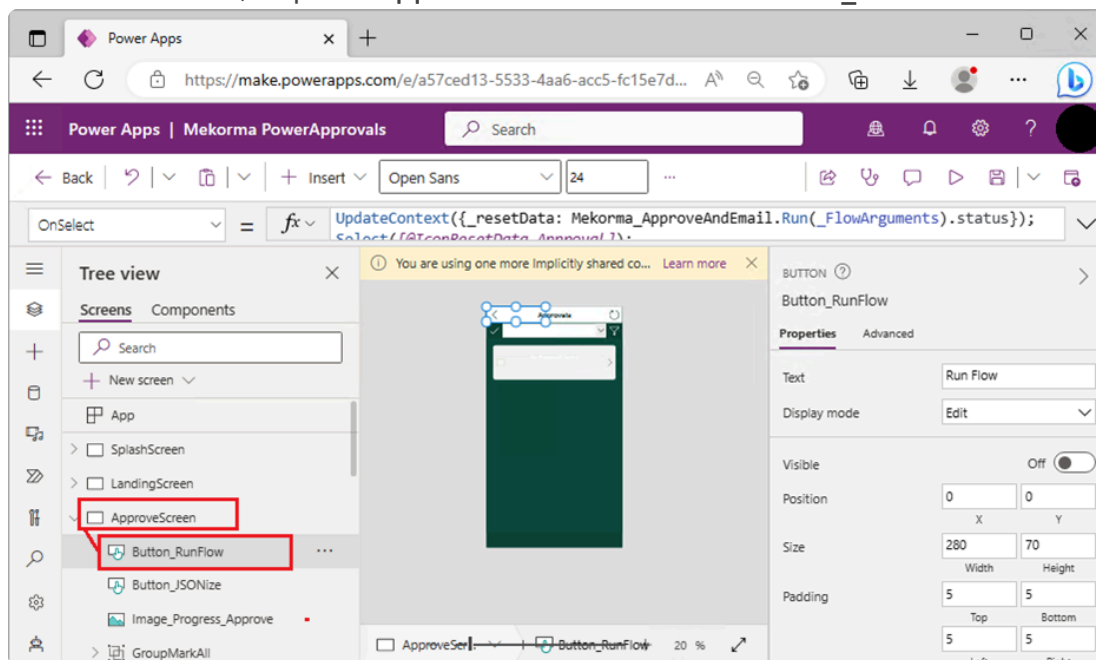 Power Apps
https://make.powerapps.com/e/a57ced13-5533-4aa6-acc5-fc15e7d...
Power Apps | Mekorma PowerApprovals
Search
Back
Insert
Open Sans
24
...
OnSelect
=
fx
UpdateContext({_resetData: Mekorma_ApproveAndEmail.Run(_FlowArguments).status});
Select([@IconResetData_Approval]);
Tree view
Screens Components
Search
New screen
App
SplashScreen
LandingScreen
ApproveScreen
Button_RunFlow ...
Button_JSONize
Image_Progress_Approve
GroupMarkAll
You are using one more Implicitly shared co... Learn more
Approvals
Button_RunFlow 20 %
BUTTON
Button_RunFlow
Properties Advanced
Text Run Flow
Display mode Edit
Visible Off
Position 0 0
X Y
Size 280 70
Width Height
Padding 5 5
Top Bottom
5 5